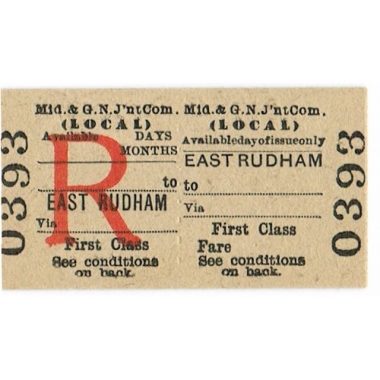 0393
Mid. & G. N. J'nt Com.
(LOCAL)
Available DAYS
MONTHS
to
EAST RUDHAM
Via
First Class
See conditions
on back.
R
Mid. & G. N. J'nt Com.
(LOCAL)
Available day of issue only
EAST RUDHAM
to
Via
First Class
Fare
See conditions
on back.
0393